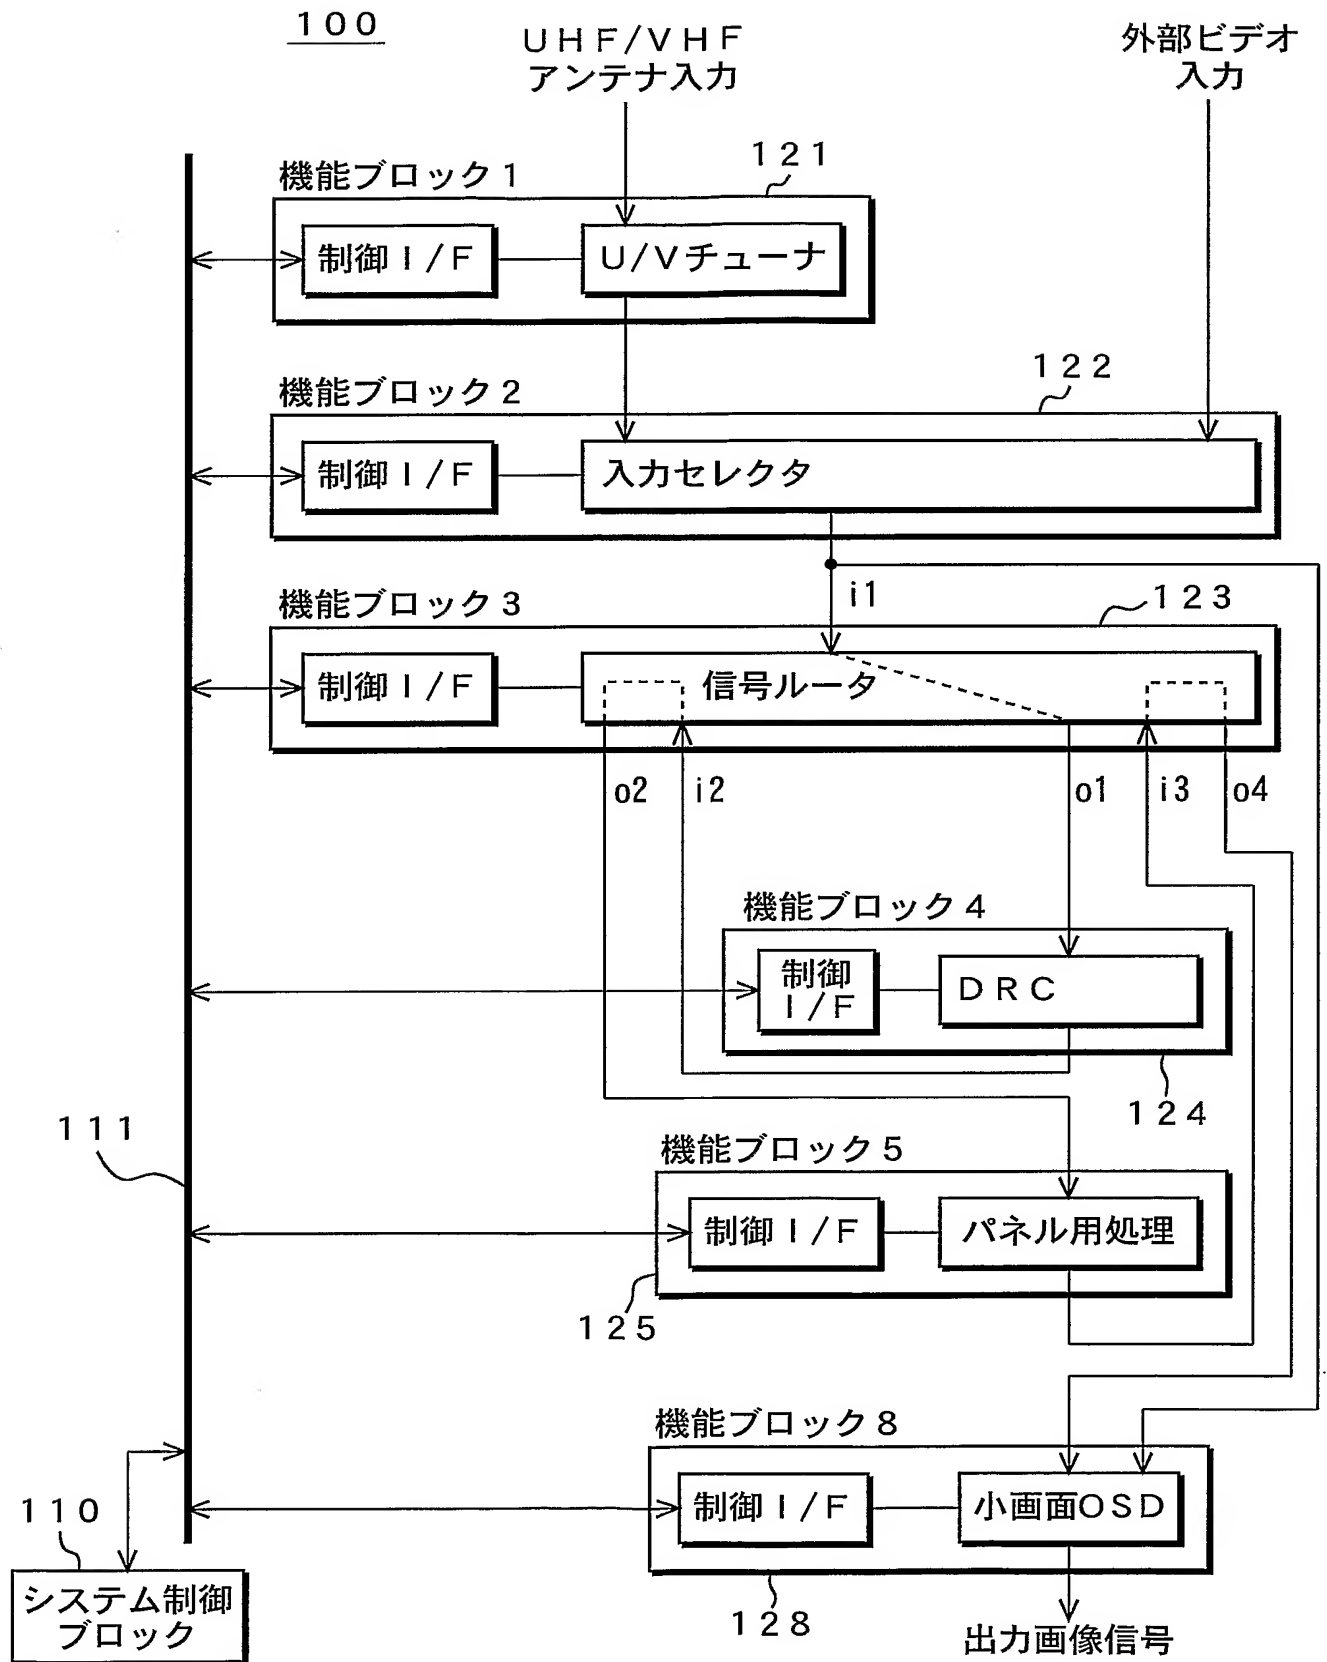 １００
ＵＨＦ/ＶＨＦ
アンテナ入力
外部ビデオ
入力
機能ブロック１
１２１
制御Ｉ/Ｆ
Ｕ/Ｖチューナ
機能ブロック２
１２２
制御Ｉ/Ｆ
入力セレクタ
i1
機能ブロック３
１２３
制御Ｉ/Ｆ
信号ルータ
o2
i2
o1
i3
o4
機能ブロック４
制御
Ｉ/Ｆ
ＤＲＣ
１２４
１１１
機能ブロック５
制御Ｉ/Ｆ
パネル用処理
１２５
機能ブロック８
制御Ｉ/Ｆ
小画面ＯＳＤ
１１０
システム制御
ブロック
１２８
出力画像信号